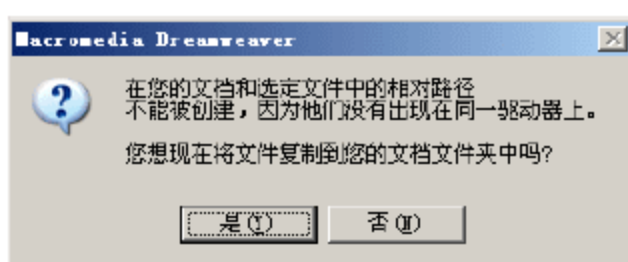 Macromedia Dreamweaver
在您的文档和选定文件中的相对路径
不能被创建，因为他们没有出现在同一驱动器上。
您想现在将文件复制到您的文档文件夹中吗?
是(Y)
否(N)